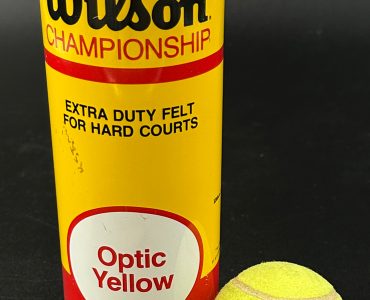 Wilson
CHAMPIONSHIP
EXTRA DUTY FELT
FOR HARD COURTS
Optic
Yellow